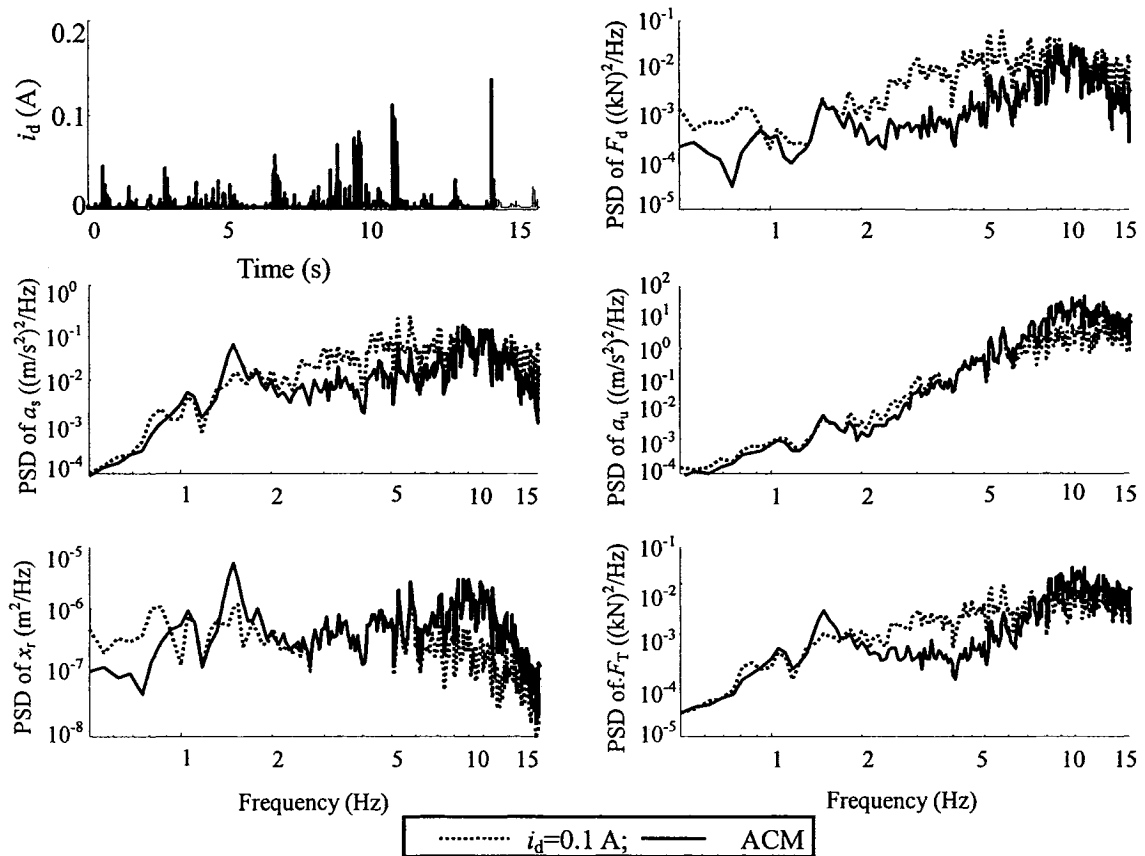 0.2
0.1
0
i_d (A)
0 5 10 15
Time (s)
10^0
10^-1
10^-2
10^-3
10^-4
10^-5
PSD of F_d ((kN)^2/Hz)
1 2 5 10 15
10^0
10^-1
10^-2
10^-3
10^-4
PSD of a_s ((m/s^2)^2/Hz)
1 2 5 10 15
10^2
10^1
10^0
10^-1
10^-2
10^-3
10^-4
PSD of a_u ((m/s^2)^2/Hz)
1 2 5 10 15
10^-5
10^-6
10^-7
10^-8
PSD of x_r (m^2/Hz)
1 2 5 10 15
Frequency (Hz)
10^-1
10^-2
10^-3
10^-4
10^-5
PSD of F_T ((kN)^2/Hz)
1 2 5 10 15
Frequency (Hz)
i_d=0.1 A; ACM